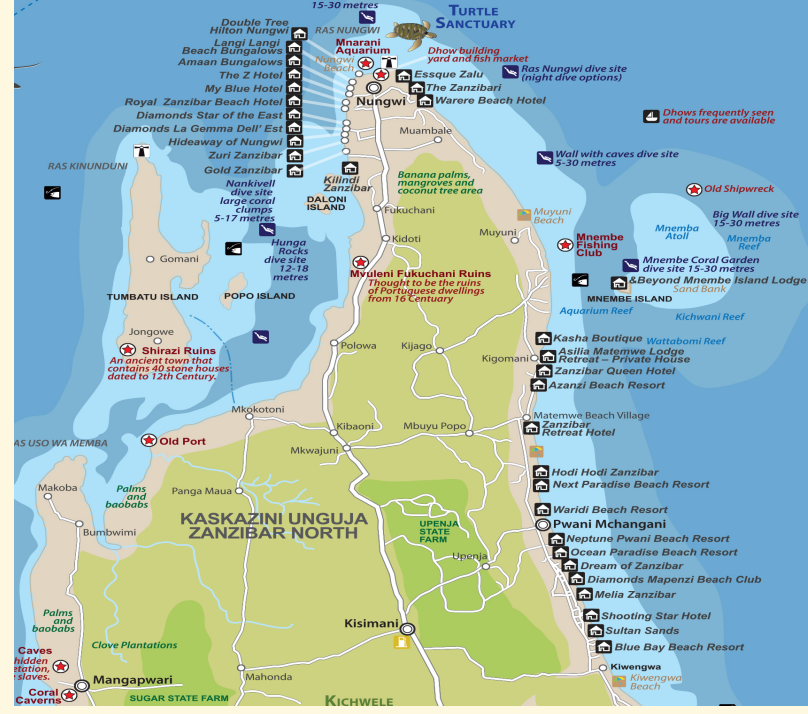 15-30 metres
TURTLE
SANCTUARY
RAS NUNGWI
Double Tree
Hilton Nungwi
Langi Langi
Beach Bungalows
Amaan Bungalows
The Z Hotel
My Blue Hotel
Royal Zanzibar Beach Hotel
Diamonds Star of the East
Diamonds La Gemma Dell' Est
Hideaway of Nungwi
Zuri Zanzibar
Gold Zanzibar
Mnarani
Aquarium
Nungwi
Beach
Dhow building
yard and fish market
Essque Zalu
The Zanzibari
Warere Beach Hotel
Nungwi
Ras Nungwi dive site
(night dive options)
Dhows frequently seen
and tours are available
Muambale
RAS KINUNDUNI
Kilindi
Zanzibar
Wall with caves dive site
5-30 metres
Banana palms,
mangroves and
coconut tree area
Nankivell
dive site
large coral
clumps
5-17 metres
DALONI
ISLAND
Fukuchani
Old Shipwreck
Muyuni
Beach
Big Wall dive site
15-30 metres
Mnemba
Atoll
Mnemba
Reef
Hunga
Rocks
dive site
12-18
metres
Kidoti
Muyuni
Mnembe
Fishing
Club
Gomani
Mnembe Coral Garden
dive site 15-30 metres
Mvuleni Fukuchani Ruins
Thought to be the ruins
of Portuguese dwellings
from 16 Centuary
&Beyond Mnembe Island Lodge
Sand Bank
MNEMBE ISLAND
TUMBATU ISLAND
POPO ISLAND
Aquarium Reef
Kichwani Reef
Jongowe
Shirazi Ruins
An ancient town that
contains 40 stone houses
dated to 12th Century.
Polowa
Kijago
Kigomani
Kasha Boutique
Wattabomi Reef
Asilia Matemwe Lodge
Retreat – Private House
Zanzibar Queen Hotel
Azanzi Beach Resort
Mkokotoni
Kibaoni
Mbuyu Popo
Matemwe Beach Village
Zanzibar
Retreat Hotel
RAS USO WA MEMBA
Old Port
Mkwajuni
Hodi Hodi Zanzibar
Next Paradise Beach Resort
Makoba
Palms
and
baobabs
Panga Maua
Waridi Beach Resort
KASKAZINI UNGUJA
ZANZIBAR NORTH
UPENJA
STATE
FARM
Pwani Mchangani
Bumbwimi
Neptune Pwani Beach Resort
Ocean Paradise Beach Resort
Upenja
Dream of Zanzibar
Diamonds Mapenzi Beach Club
Melia Zanzibar
Palms
and
baobabs
Kisimani
Shooting Star Hotel
Sultan Sands
Clove Plantations
Blue Bay Beach Resort
Caves
hidden
etation,
e slaves.
Mahonda
Kiwengwa
Kiwengwa
Beach
Mangapwari
Coral
Caverns
SUGAR STATE FARM
KICHWELE